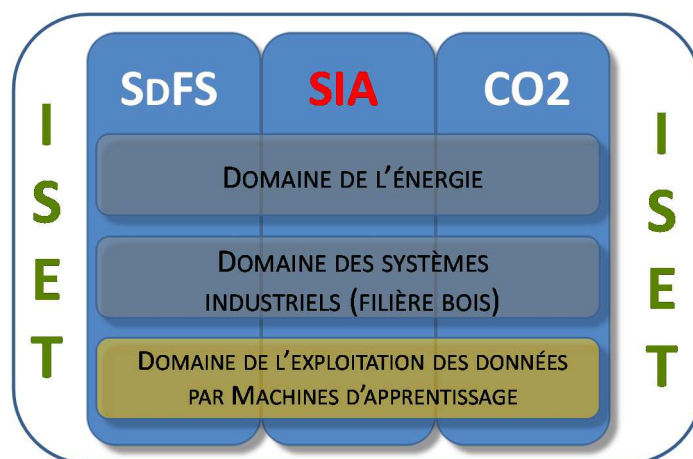 I
S
E
T
SDFS
SIA
CO2
DOMAINE DE L'ÉNERGIE
DOMAINE DES SYSTÈMES
INDUSTRIELS (FILIÈRE BOIS)
DOMAINE DE L'EXPLOITATION DES DONNÉES
PAR MACHINES D'APPRENTISSAGE
I
S
E
T